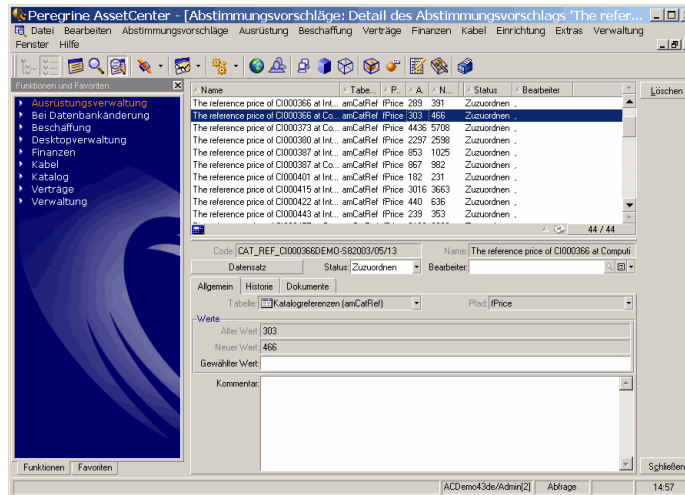 Peregrine AssetCenter - [Abstimmungsvorschläge: Detail des Abstimmungsvorschlags 'The refer...
Datei Bearbeiten Abstimmungsvorschläge Ausrüstung Beschaffung Verträge Finanzen Kabel Einrichtung Extras Verwaltung
Fenster Hilfe
Funktionen und Favoriten
Ausrüstungsverwaltung
Bei Datenbankänderung
Beschaffung
Desktopverwaltung
Finanzen
Kabel
Katalog
Verträge
Verwaltung
Funktionen Favoriten
Name Tabe... P.. A. N... Status Bearbeiter
The reference price of CI000366 at Int... amCatRef fPrice 289 391 Zuzuordnen ,
The reference price of CI000366 at Co... amCatRef fPrice 303 466 Zuzuordnen ,
The reference price of CI000373 at Co... amCatRef fPrice 4436 5708 Zuzuordnen ,
The reference price of CI000380 at Int... amCatRef fPrice 2297 2598 Zuzuordnen ,
The reference price of CI000387 at Int... amCatRef fPrice 853 1025 Zuzuordnen ,
The reference price of CI000387 at Co... amCatRef fPrice 867 982 Zuzuordnen ,
The reference price of CI000401 at Int... amCatRef fPrice 182 231 Zuzuordnen ,
The reference price of CI000415 at Int... amCatRef fPrice 3016 3663 Zuzuordnen ,
The reference price of CI000422 at Int... amCatRef fPrice 440 636 Zuzuordnen ,
The reference price of CI000443 at Int... amCatRef fPrice 239 353 Zuzuordnen ,
44 / 44
Löschen
Code: CAT_REF_CI000366DEMO-S82003/05/13 Name: The reference price of CI000366 at Computi
Datensatz Status: Zuzuordnen Bearbeiter:
Allgemein Historie Dokumente
Tabelle: Katalogreferenzen (amCatRef) Pfad: fPrice
Werte
Alter Wert: 303
Neuer Wert: 466
Gewählter Wert:
Kommentar:
Schließen
ACDemo43de/Admin[2] Abfrage 14:57